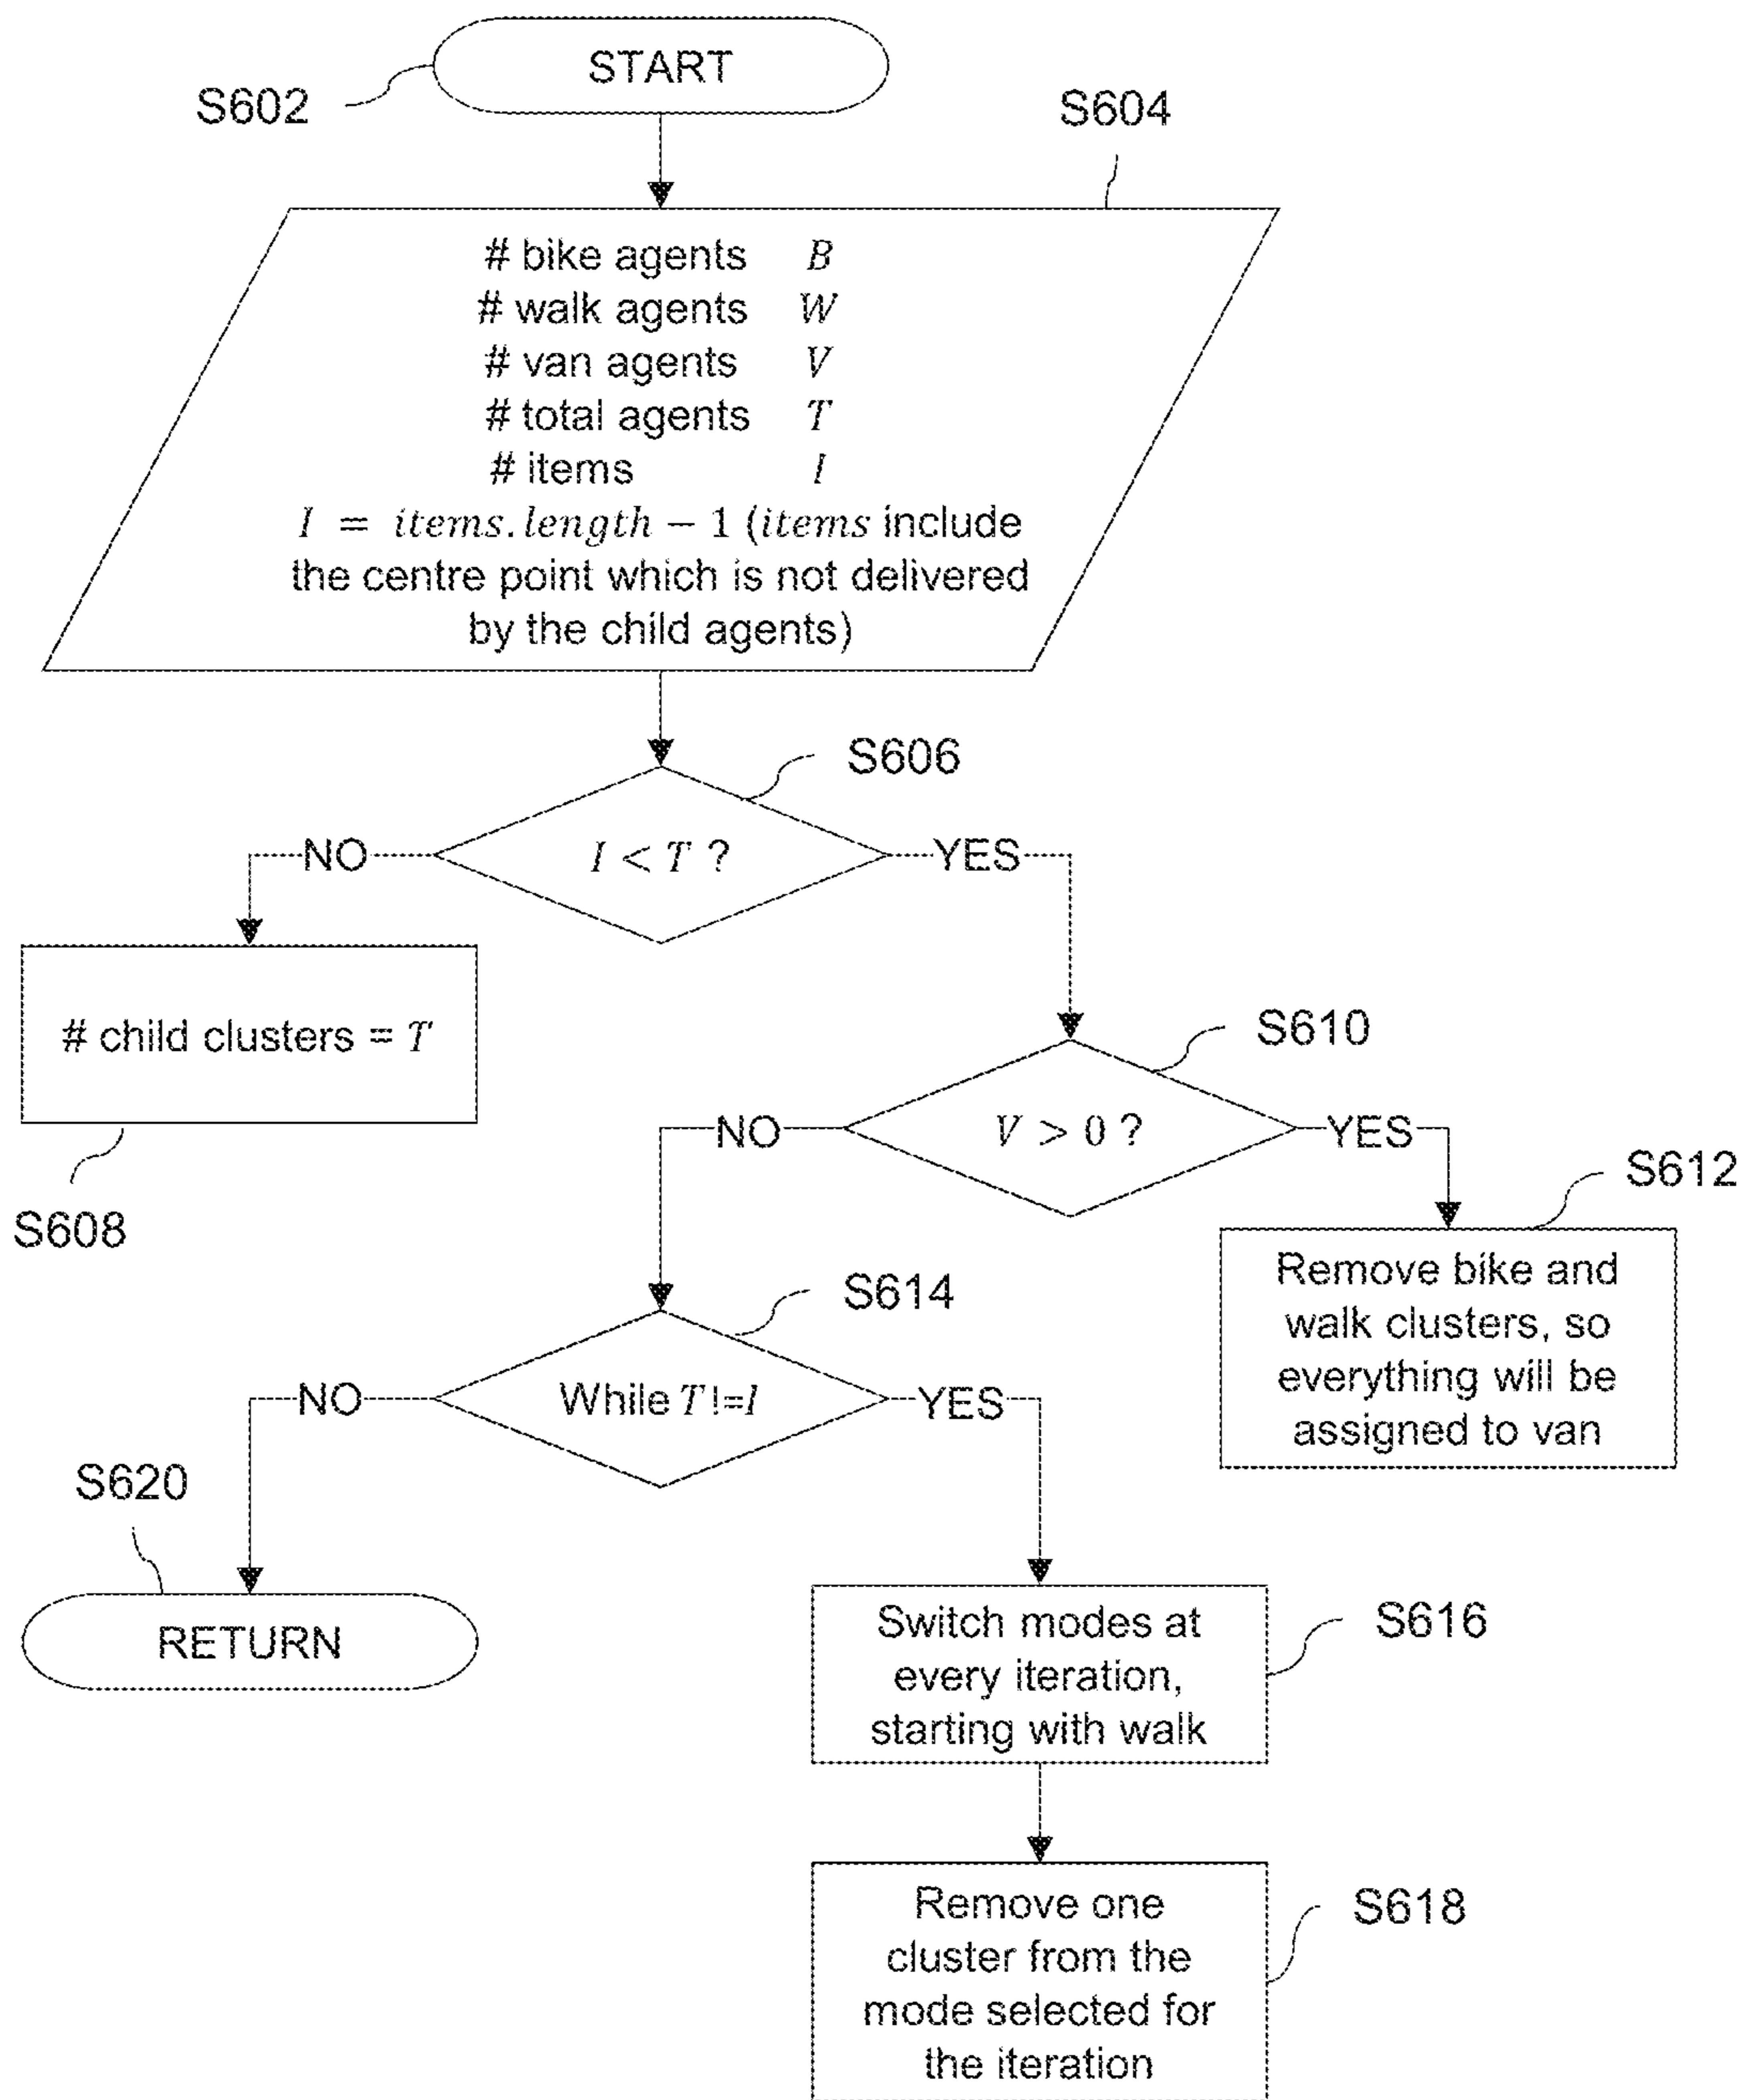 START
S602
S604
# bike agents B
# walk agents W
# van agents V
# total agents T
# items I
I = items.length − 1 (items include
the centre point which is not delivered
by the child agents)
S606
NO
I < T ?
YES
# child clusters = T
S608
S610
NO
V > 0 ?
YES
S612
Remove bike and
walk clusters, so
everything will be
assigned to van
S614
NO
While T!=I
YES
S620
RETURN
Switch modes at
every iteration,
starting with walk
S616
Remove one
cluster from the
mode selected for
the iteration
S618